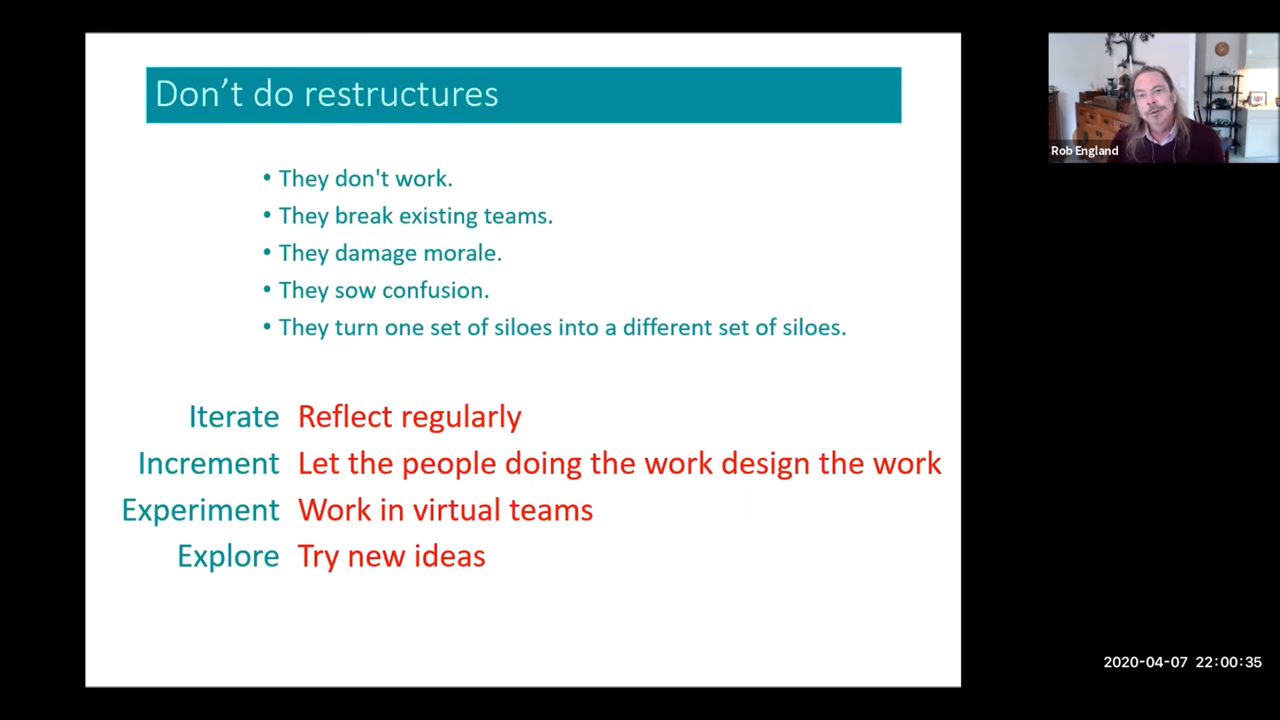 Don't do restructures
• They don't work.
• They break existing teams.
• They damage morale.
• They sow confusion.
• They turn one set of siloes into a different set of siloes.
Iterate Reflect regularly
Increment Let the people doing the work design the work
Experiment Work in virtual teams
Explore Try new ideas
Rob England
2020-04-07 22:00:35